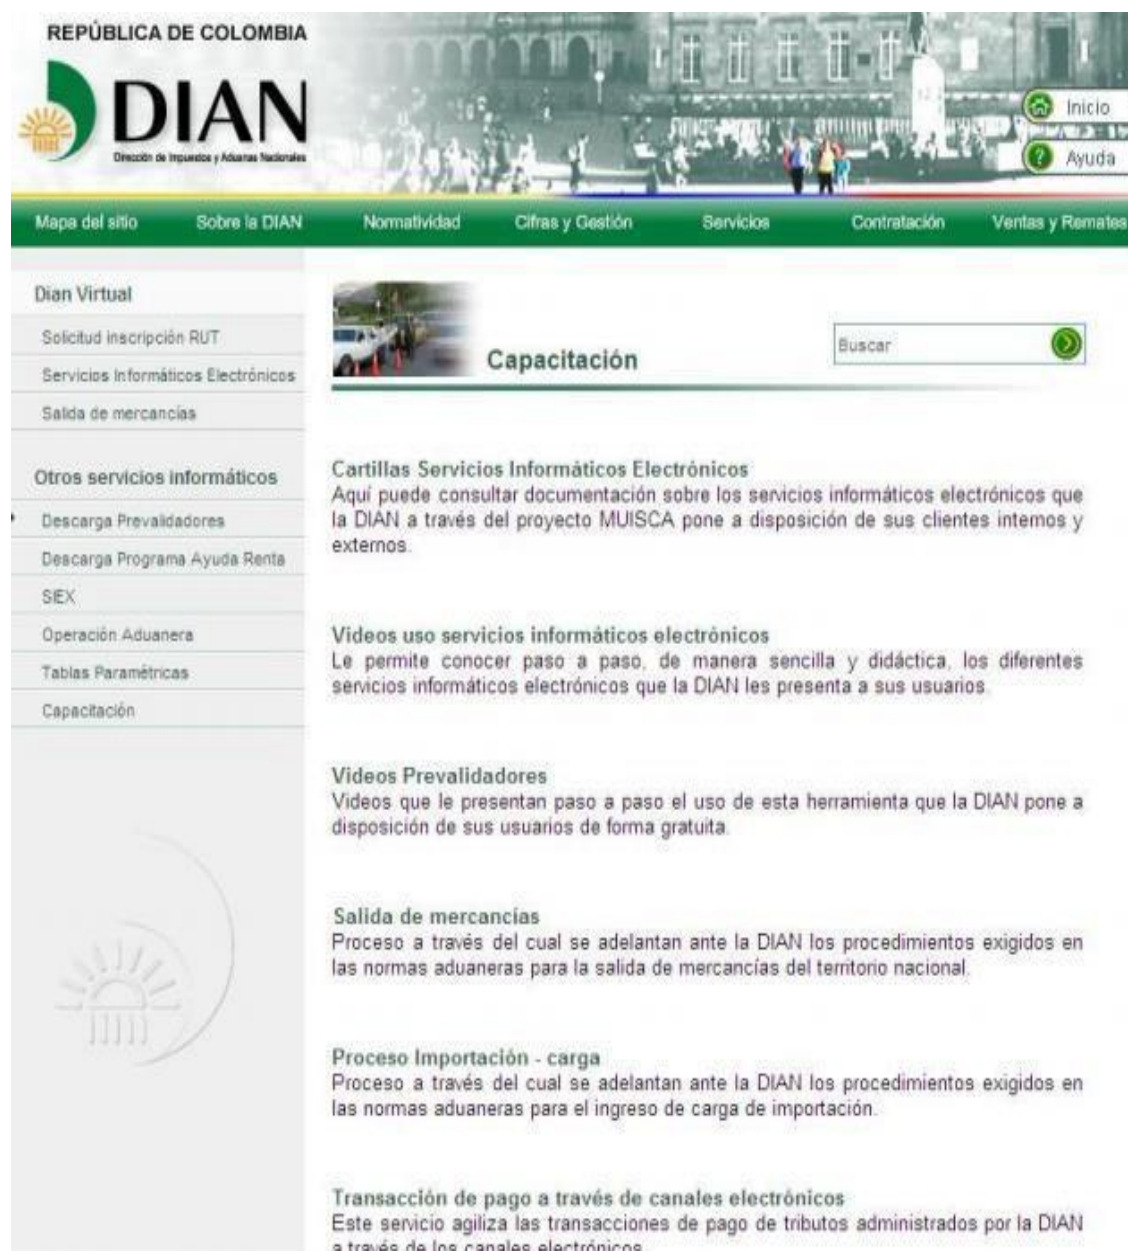 REPÚBLICA DE COLOMBIA
DIAN
Dirección de Impuestos y Aduanas Nacionales
Inicio
Ayuda
Mapa del sitio
Sobre la DIAN
Normatividad
Cifras y Gestión
Servicios
Contratación
Ventas y Remates
Dian Virtual
Solicitud inscripción RUT
Servicios Informáticos Electrónicos
Salida de mercancías
Otros servicios informáticos
Descarga Prevalidadores
Descarga Programa Ayuda Renta
SIEX
Operación Aduanera
Tablas Paramétricas
Capacitación
Capacitación
Buscar
Cartillas Servicios Informáticos Electrónicos
Aquí puede consultar documentación sobre los servicios informáticos electrónicos que
la DIAN a través del proyecto MUISCA pone a disposición de sus clientes internos y
externos.
Videos uso servicios informáticos electrónicos
Le permite conocer paso a paso, de manera sencilla y didáctica, los diferentes
servicios informáticos electrónicos que la DIAN les presenta a sus usuarios.
Videos Prevalidadores
Videos que le presentan paso a paso el uso de esta herramienta que la DIAN pone a
disposición de sus usuarios de forma gratuita.
Salida de mercancías
Proceso a través del cual se adelantan ante la DIAN los procedimientos exigidos en
las normas aduaneras para la salida de mercancías del territorio nacional.
Proceso Importación - carga
Proceso a través del cual se adelantan ante la DIAN los procedimientos exigidos en
las normas aduaneras para el ingreso de carga de importación.
Transacción de pago a través de canales electrónicos
Este servicio agiliza las transacciones de pago de tributos administrados por la DIAN
a través de los canales electrónicos.